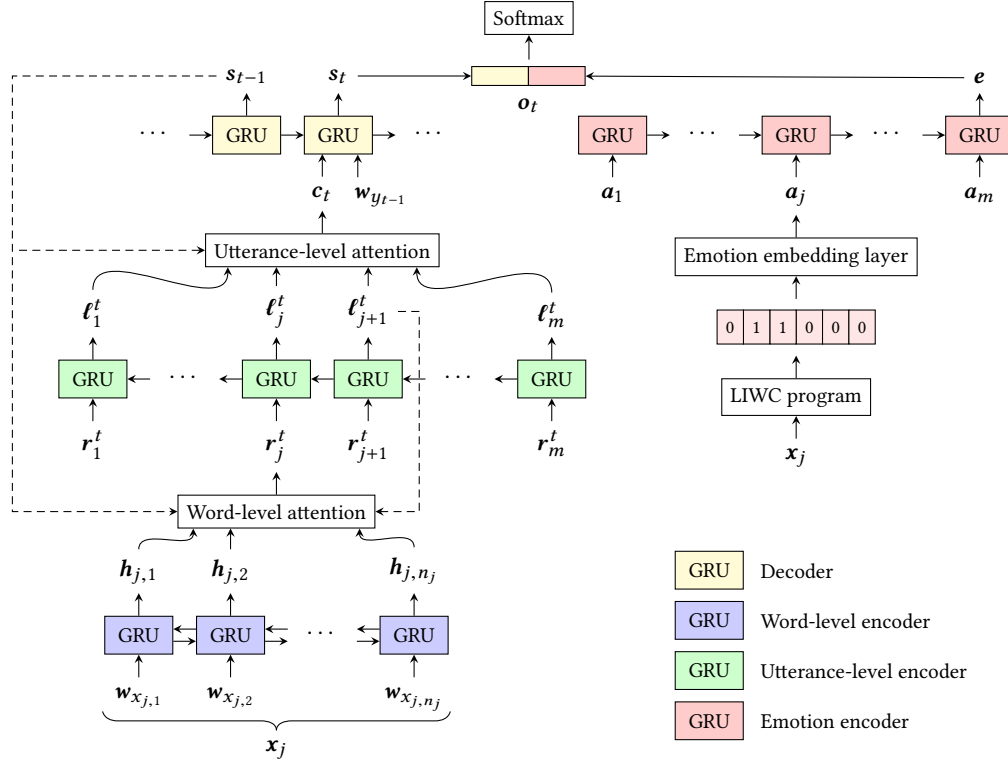 Softmax
s_{t−1} s_t e
o_t
··· GRU GRU ··· GRU ··· GRU ··· GRU
c_t w_{y_{t−1}} a_1 a_j a_m
Utterance-level attention Emotion embedding layer
ℓ_1^t ℓ_j^t ℓ_{j+1}^t ℓ_m^t
0 1 1 0 0 0
GRU ··· GRU GRU ··· GRU
LIWC program
r_1^t r_j^t r_{j+1}^t r_m^t
x_j
Word-level attention
h_{j,1} h_{j,2} h_{j,n_j}
GRU Decoder
GRU GRU ··· GRU
GRU Word-level encoder
w_{x_{j,1}} w_{x_{j,2}} w_{x_{j,n_j}}
GRU Utterance-level encoder
x_j
GRU Emotion encoder